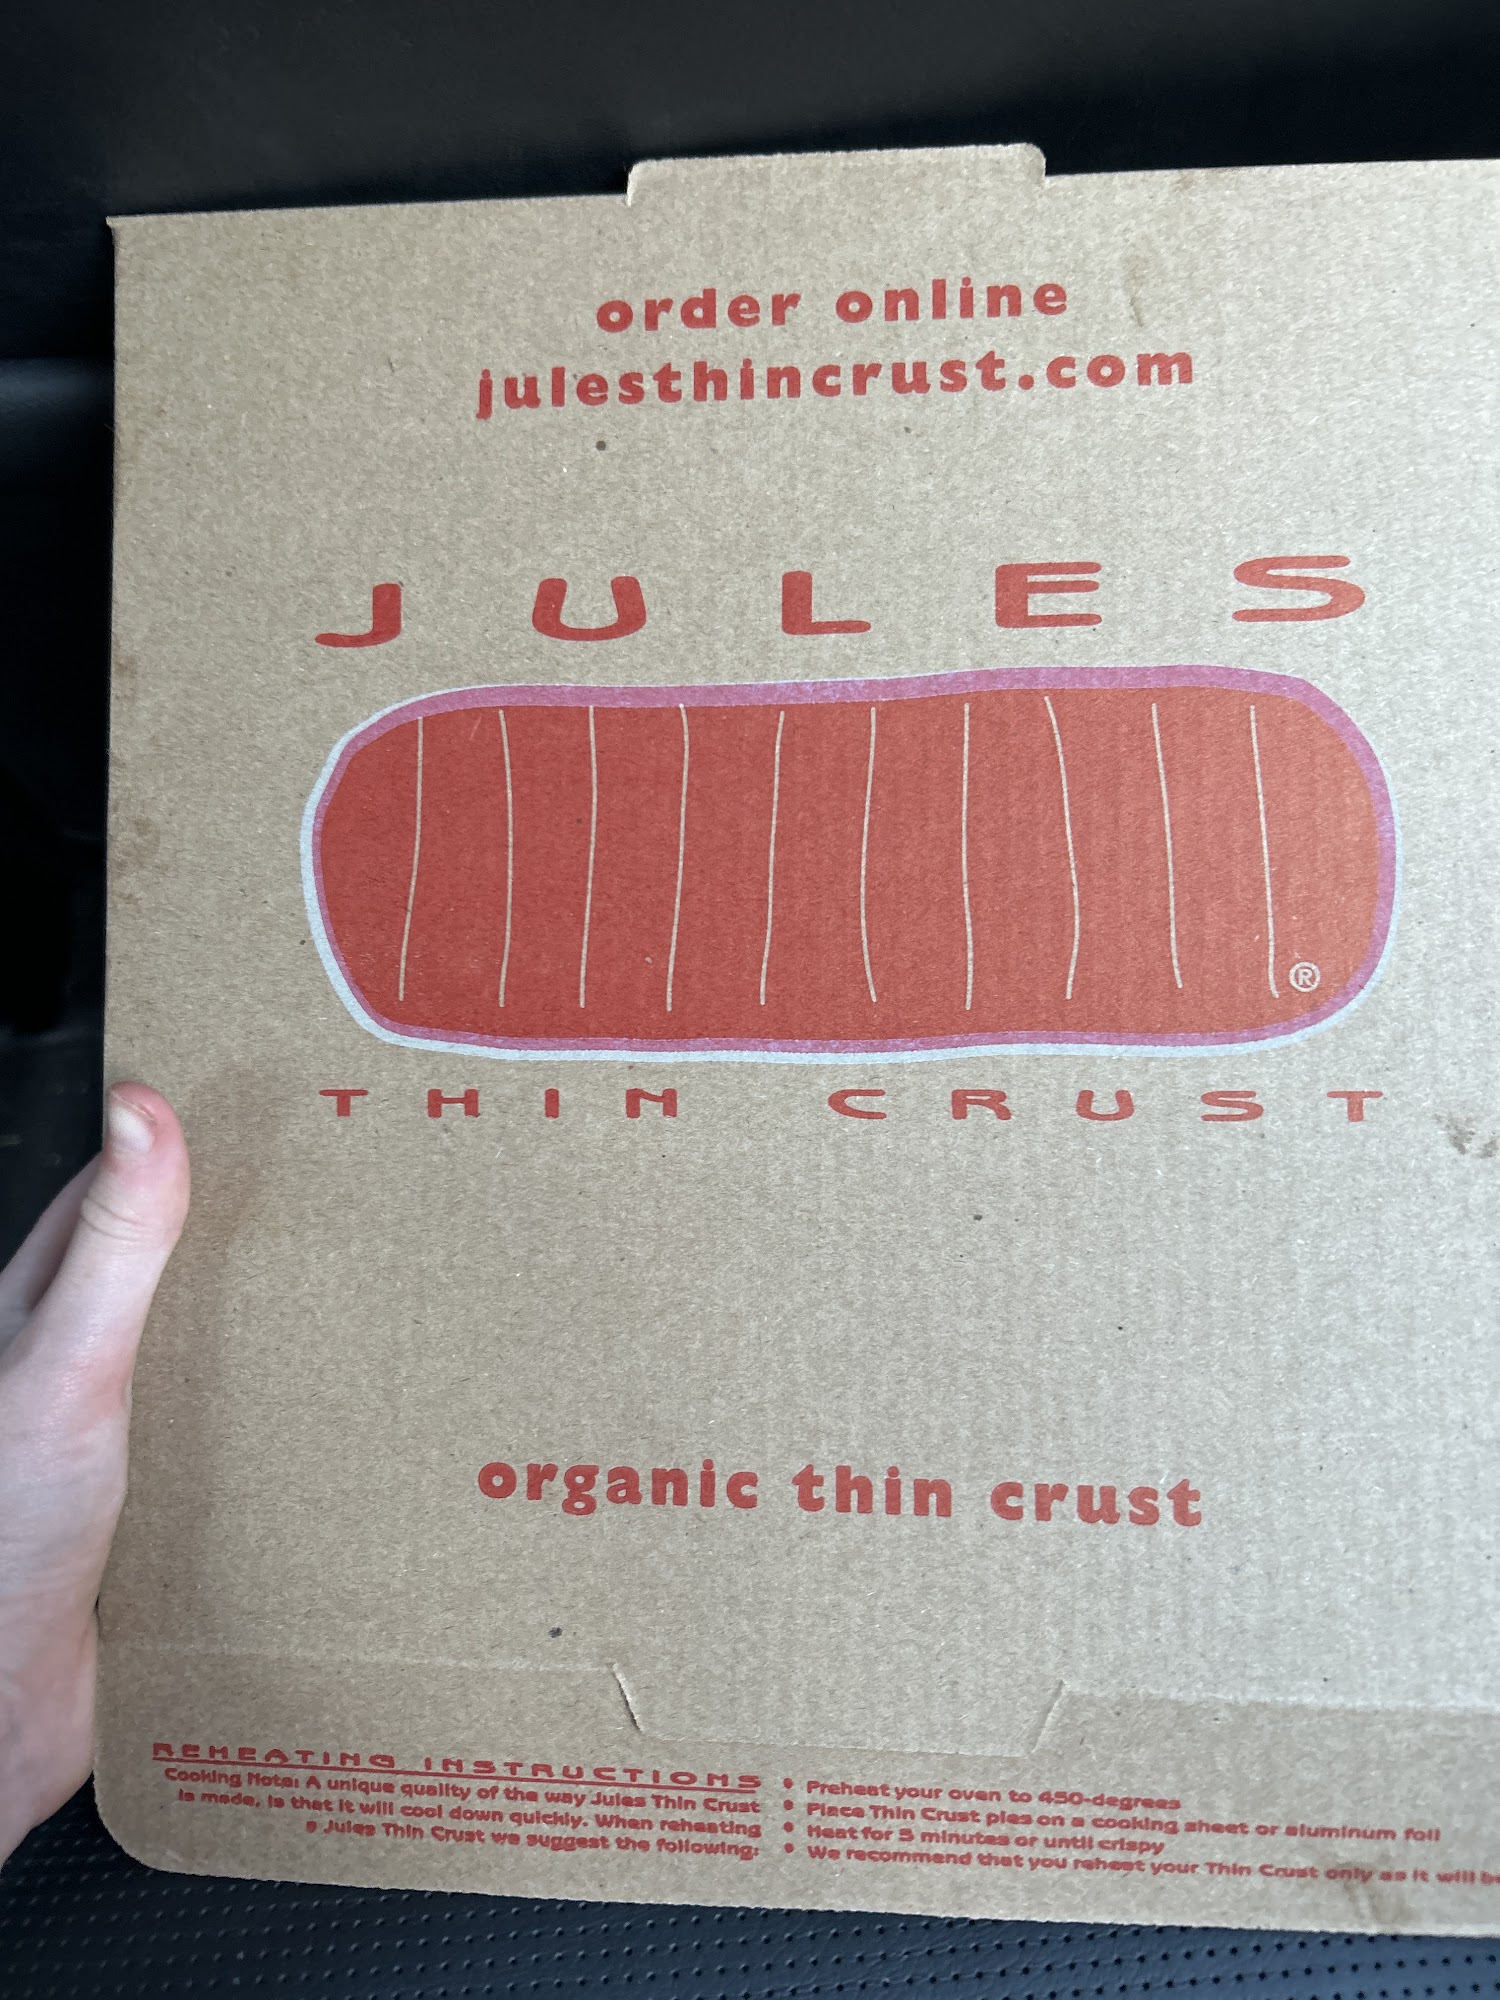 order online
julesthincrust.com
JULES
®
THIN CRUST
organic thin crust
REHEATING INSTRUCTIONS
Cooking Note: A unique quality of the way Jules Thin Crust
is made, is that it will cool down quickly. When reheating
• Jules Thin Crust we suggest the following:
• Preheat your oven to 450-degrees
• Place Thin Crust pies on a cooking sheet or aluminum foil
• Heat for 5 minutes or until crispy
• We recommend that you reheat your Thin Crust only as it will be